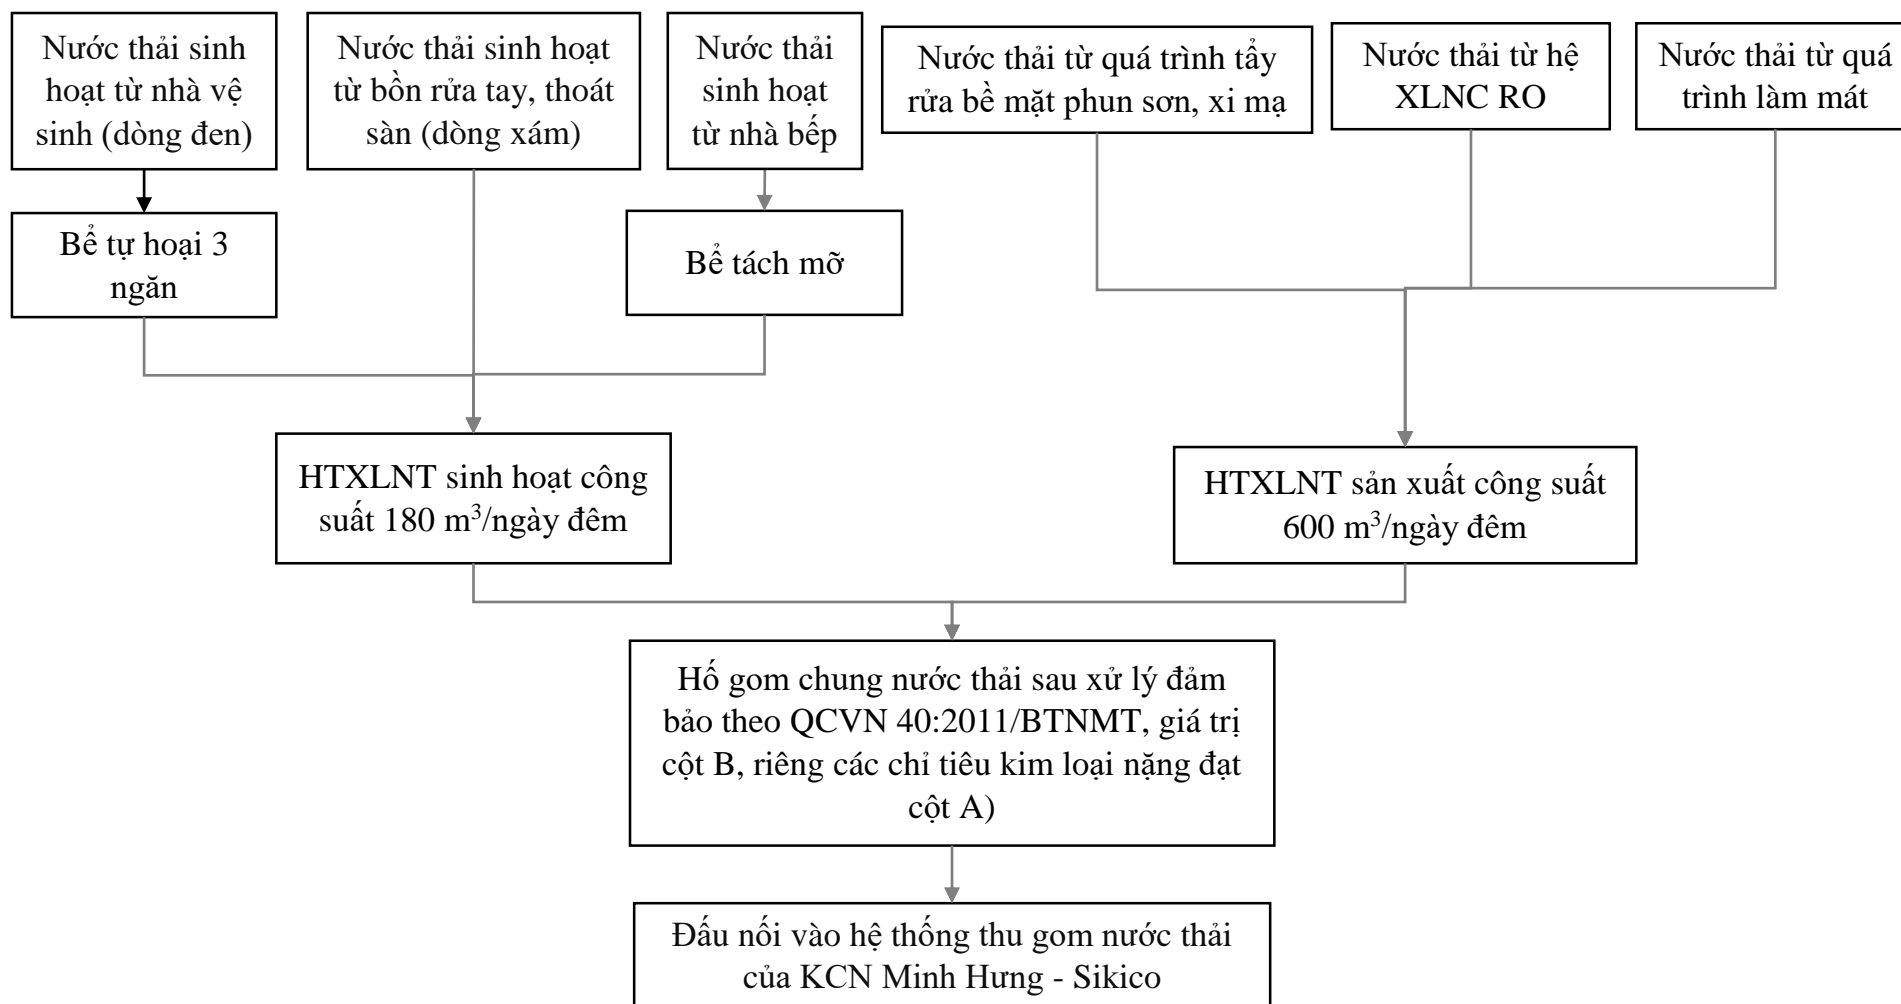 Nước thải sinh
hoạt từ nhà vệ
sinh (dòng đen)
Nước thải sinh hoạt
từ bồn rửa tay, thoát
sàn (dòng xám)
Nước thải
sinh hoạt
từ nhà bếp
Nước thải từ quá trình tẩy
rửa bề mặt phun sơn, xi mạ
Nước thải từ hệ
XLNC RO
Nước thải từ quá
trình làm mát
Bể tự hoại 3
ngăn
Bể tách mỡ
HTXLNT sinh hoạt công
suất 180 m³/ngày đêm
HTXLNT sản xuất công suất
600 m³/ngày đêm
Hố gom chung nước thải sau xử lý đảm
bảo theo QCVN 40:2011/BTNMT, giá trị
cột B, riêng các chỉ tiêu kim loại nặng đạt
cột A)
Đấu nối vào hệ thống thu gom nước thải
của KCN Minh Hưng - Sikico